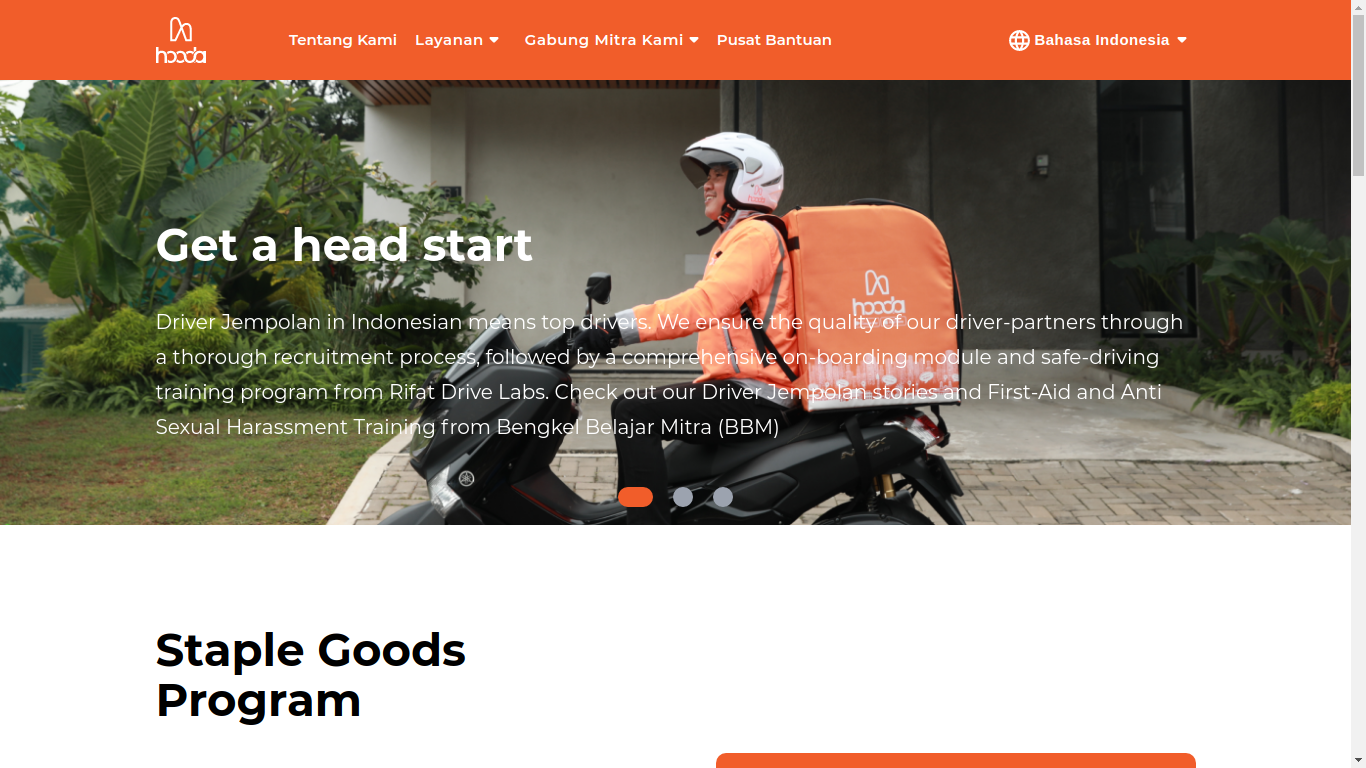 hooda
Tentang Kami
Layanan
Gabung Mitra Kami
Pusat Bantuan
Bahasa Indonesia
Get a head start
hooda
Driver Jempolan in Indonesian means top drivers. We ensure the quality of our driver-partners through
a thorough recruitment process, followed by a comprehensive on-boarding module and safe-driving
training program from Rifat Drive Labs. Check out our Driver Jempolan stories and First-Aid and Anti
Sexual Harassment Training from Bengkel Belajar Mitra (BBM)
Staple Goods
Program